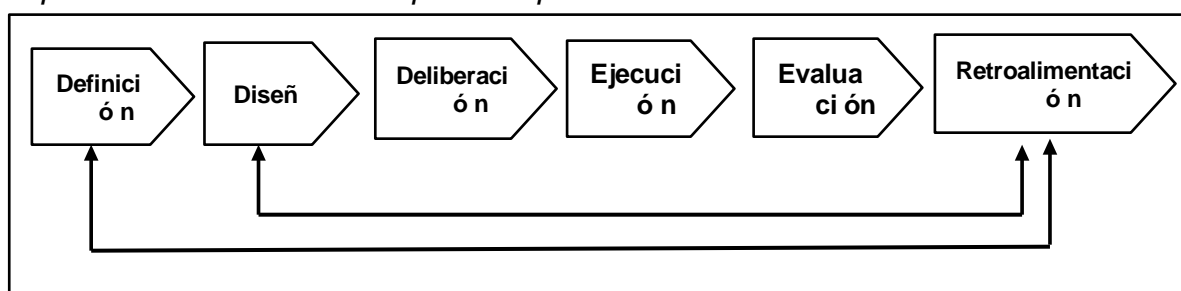 Definici
ó n
Diseñ
Deliberaci
ó n
Ejecuci
ó n
Evalua
ci ón
Retroalimentaci
ó n